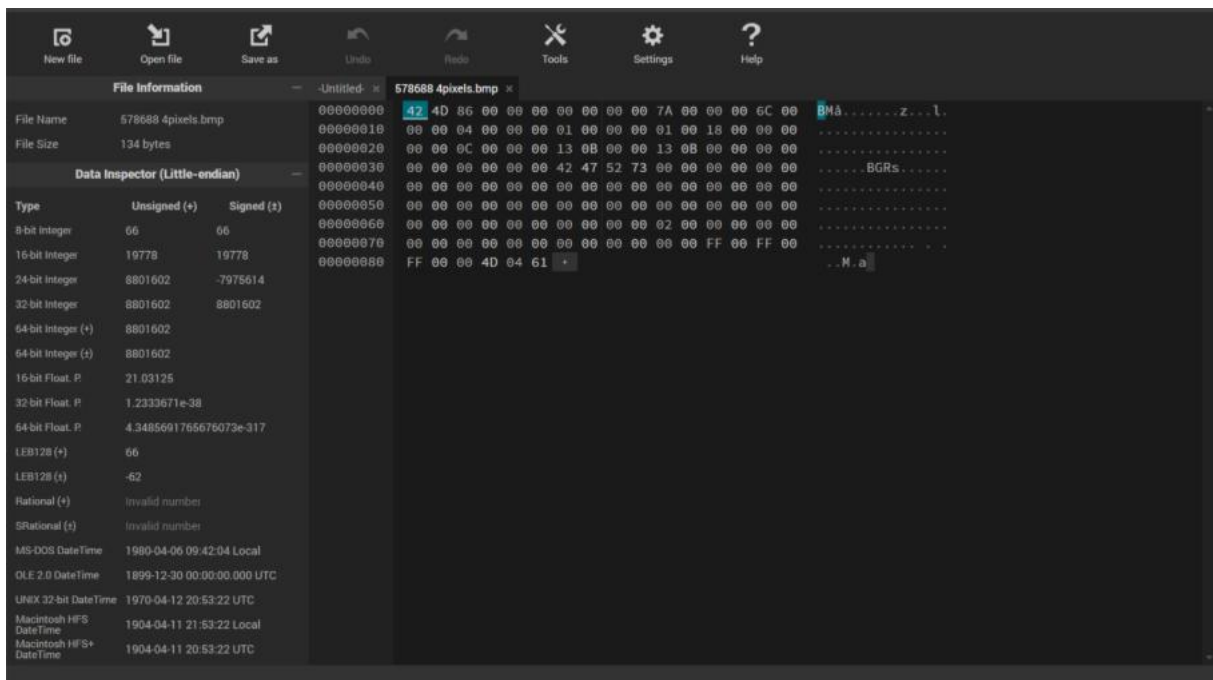 New file Open file Save as Undo Redo Tools Settings Help
File Information −
File Name 578688 4pixels.bmp
File Size 134 bytes
Data Inspector (Little-endian) −
Type Unsigned (+) Signed (±)
8-bit Integer 66 66
16-bit Integer 19778 19778
24-bit Integer 8801602 -7975614
32-bit Integer 8801602 8801602
64-bit Integer (+) 8801602
64-bit Integer (±) 8801602
16-bit Float. P. 21.03125
32-bit Float. P. 1.2333671e-38
64-bit Float. P. 4.3485691765676073e-317
LEB128 (+) 66
LEB128 (±) -62
Rational (+) Invalid number
SRational (±) Invalid number
MS-DOS DateTime 1980-04-06 09:42:04 Local
OLE 2.0 DateTime 1899-12-30 00:00:00.000 UTC
UNIX 32-bit DateTime 1970-04-12 20:53:22 UTC
Macintosh HFS DateTime 1904-04-11 21:53:22 Local
Macintosh HFS+ DateTime 1904-04-11 20:53:22 UTC
-Untitled- × 578688 4pixels.bmp ×
00000000 42 4D 86 00 00 00 00 00 00 00 7A 00 00 00 6C 00 BMå.......z...l.
00000010 00 00 04 00 00 00 01 00 00 00 01 00 18 00 00 00 ................
00000020 00 00 0C 00 00 00 13 0B 00 00 13 0B 00 00 00 00 ................
00000030 00 00 00 00 00 00 42 47 52 73 00 00 00 00 00 00 ......BGRs......
00000040 00 00 00 00 00 00 00 00 00 00 00 00 00 00 00 00 ................
00000050 00 00 00 00 00 00 00 00 00 00 00 00 00 00 00 00 ................
00000060 00 00 00 00 00 00 00 00 00 00 02 00 00 00 00 00 ................
00000070 00 00 00 00 00 00 00 00 00 00 00 00 FF 00 FF 00 ............ . .
00000080 FF 00 00 4D 04 61 ..M.a